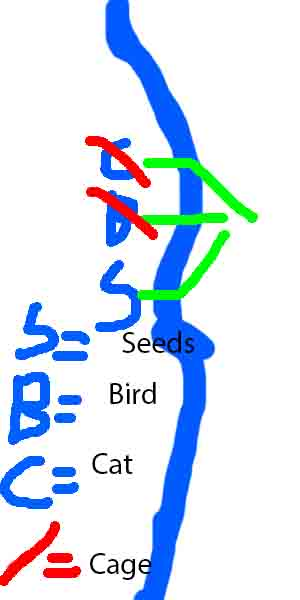 C
B
S
S= Seeds
B= Bird
C= Cat
/= Cage